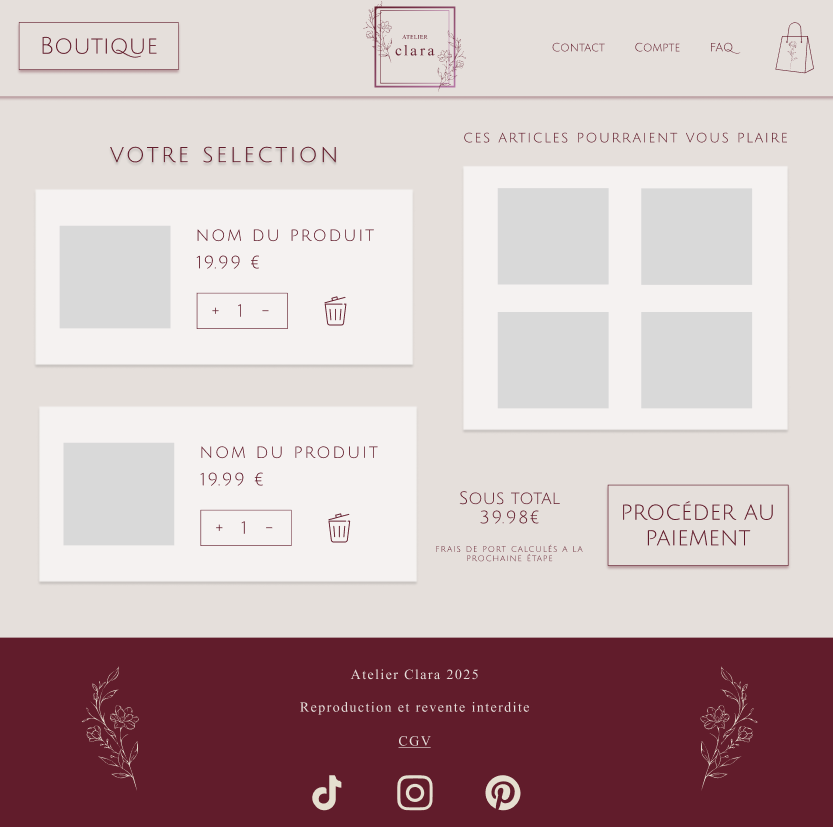 BOUTIQUE
ATELIER
clara
CONTACT
COMPTE
FAQ
VOTRE SELECTION
CES ARTICLES POURRAIENT VOUS PLAIRE
NOM DU PRODUIT
19.99 €
+ 1 -
NOM DU PRODUIT
19.99 €
+ 1 -
SOUS TOTAL
39.98€
FRAIS DE PORT CALCULÉS A LA
PROCHAINE ÉTAPE
PROCÉDER AU
PAIEMENT
Atelier Clara 2025
Reproduction et revente interdite
CGV